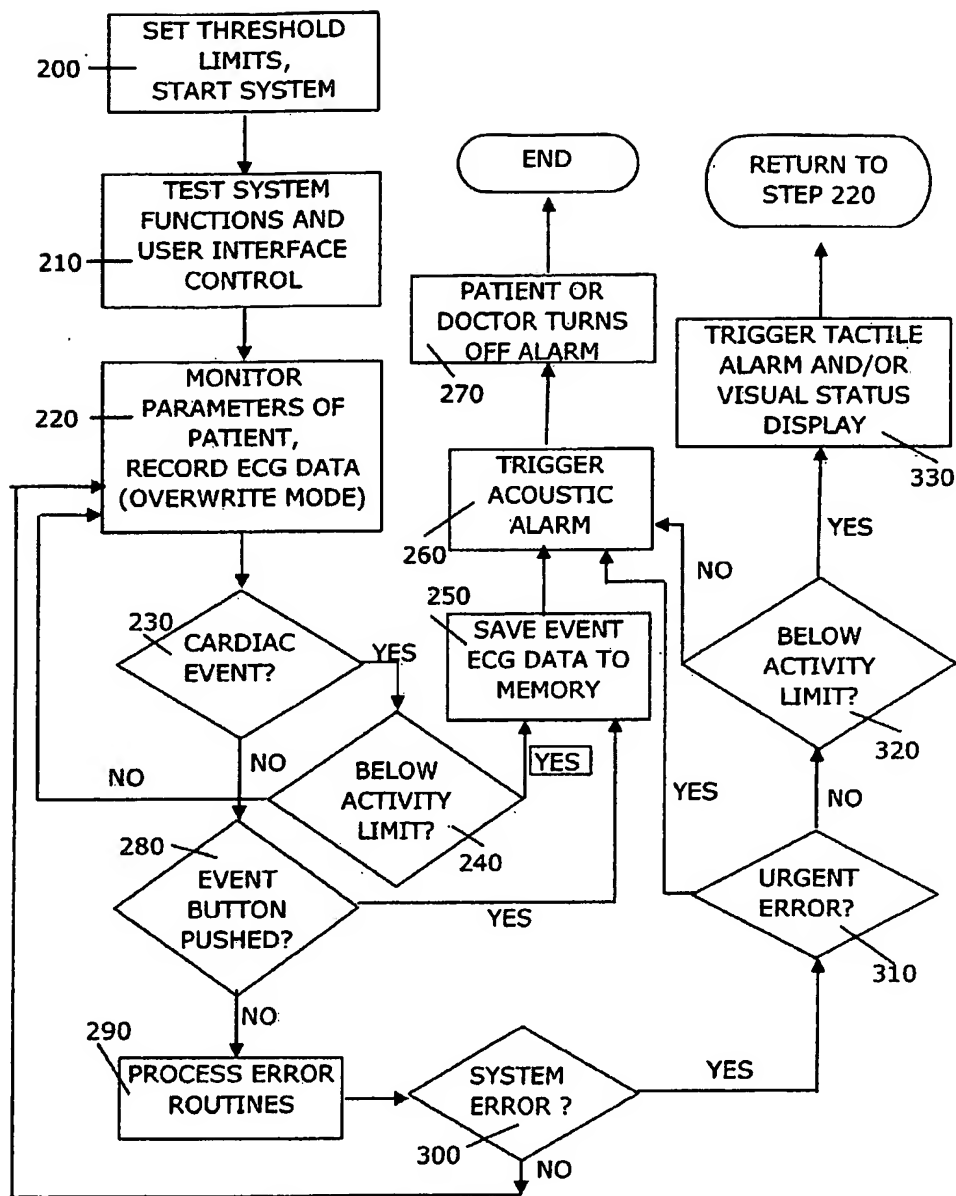 200
SET THRESHOLD
LIMITS,
START SYSTEM
210
TEST SYSTEM
FUNCTIONS AND
USER INTERFACE
CONTROL
220
MONITOR
PARAMETERS OF
PATIENT,
RECORD ECG DATA
(OVERWRITE MODE)
230
CARDIAC
EVENT?
YES
NO
NO
BELOW
ACTIVITY
LIMIT?
240
YES
280
EVENT
BUTTON
PUSHED?
YES
NO
290
PROCESS ERROR
ROUTINES
SYSTEM
ERROR ?
300
NO
YES
END
PATIENT OR
DOCTOR TURNS
OFF ALARM
270
TRIGGER
ACOUSTIC
ALARM
260
250
SAVE EVENT
ECG DATA TO
MEMORY
RETURN TO
STEP 220
TRIGGER TACTILE
ALARM AND/OR
VISUAL STATUS
DISPLAY
330
YES
NO
BELOW
ACTIVITY
LIMIT?
320
NO
YES
URGENT
ERROR?
310